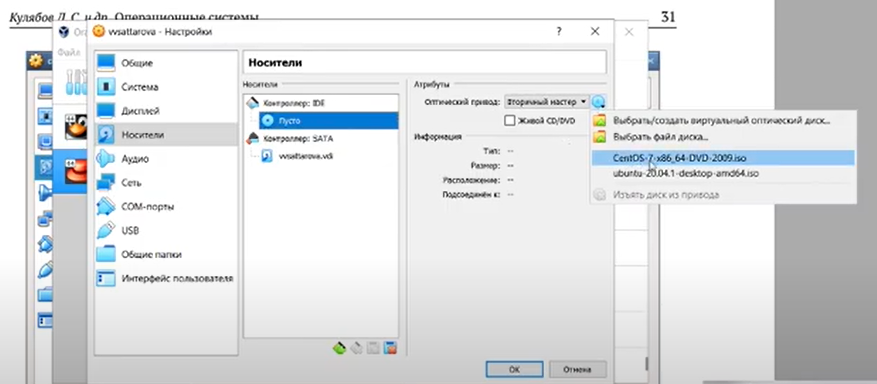 Кулябов Д. С. и др. Операционные системы
31
Ora
vvsattarova - Настройки
?
Файл
Общие
Система
Дисплей
Носители
Аудио
Сеть
COM-порты
USB
Общие папки
Интерфейс пользователя
Носители
Носители
Контроллер: IDE
Пусто
Контроллер: SATA
vvsattarova.vdi
Атрибуты
Оптический привод: Вторичный мастер
Живой CD/DVD
Информация
Тип: --
Размер: --
Расположение: --
Подсоединён к: --
Выбрать/создать виртуальный оптический диск...
Выбрать файл диска...
CentOS-7-x86_64-DVD-2009.iso
ubuntu-20.04.1-desktop-amd64.iso
Изъять диск из привода
OK
Отмена